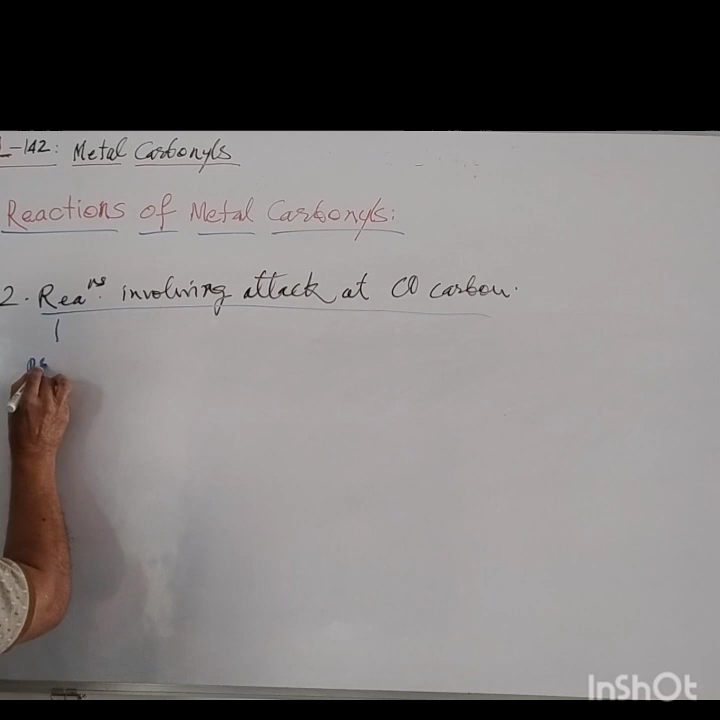 L-142: Metal Carbonyls
Reactions of Metal Carbonyls:
2. Reaⁿˢ. involving attack at CO carbon.
InShOt